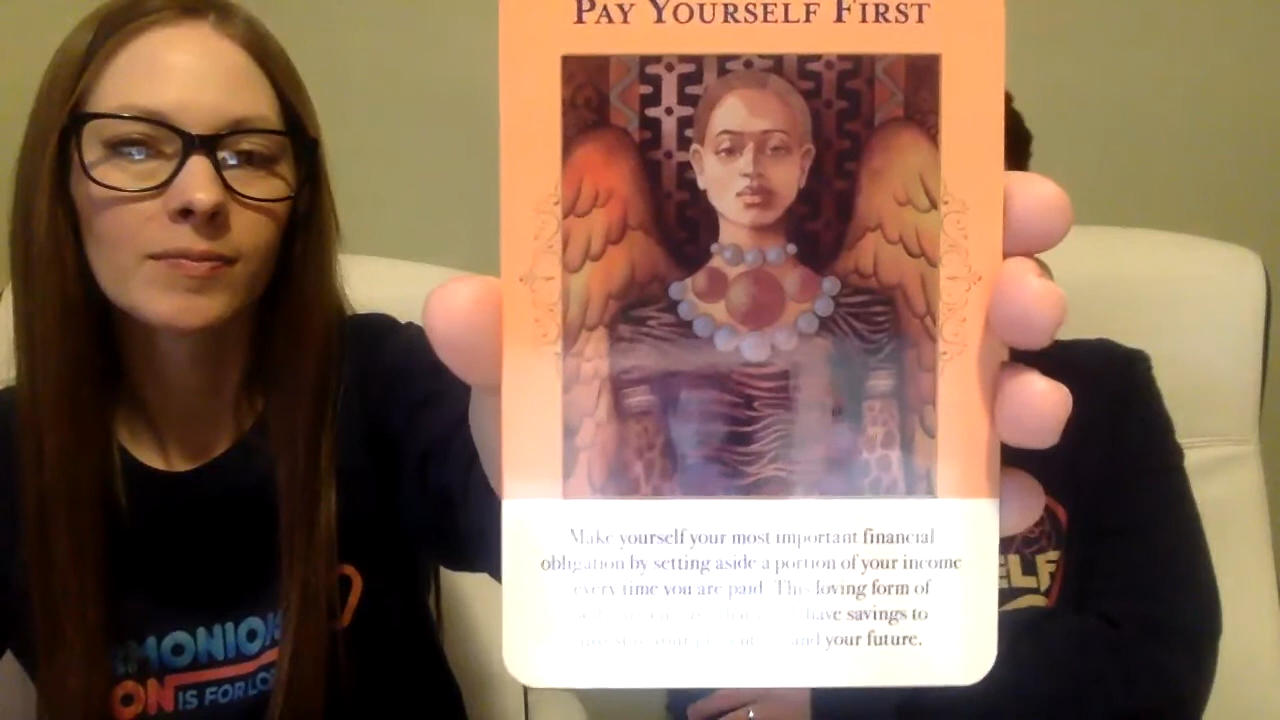 PAY YOURSELF FIRST
Make yourself your most important financial
obligation by setting aside a portion of your income
every time you are paid. This loving form of
have savings to
and your future.
MONION
ON IS FOR LO
ELF